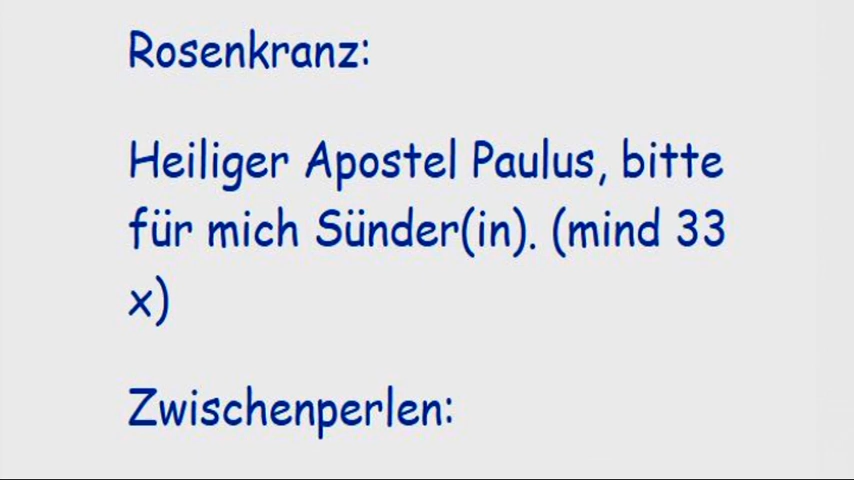 Rosenkranz:
Heiliger Apostel Paulus, bitte
für mich Sünder(in). (mind 33
x)
Zwischenperlen: